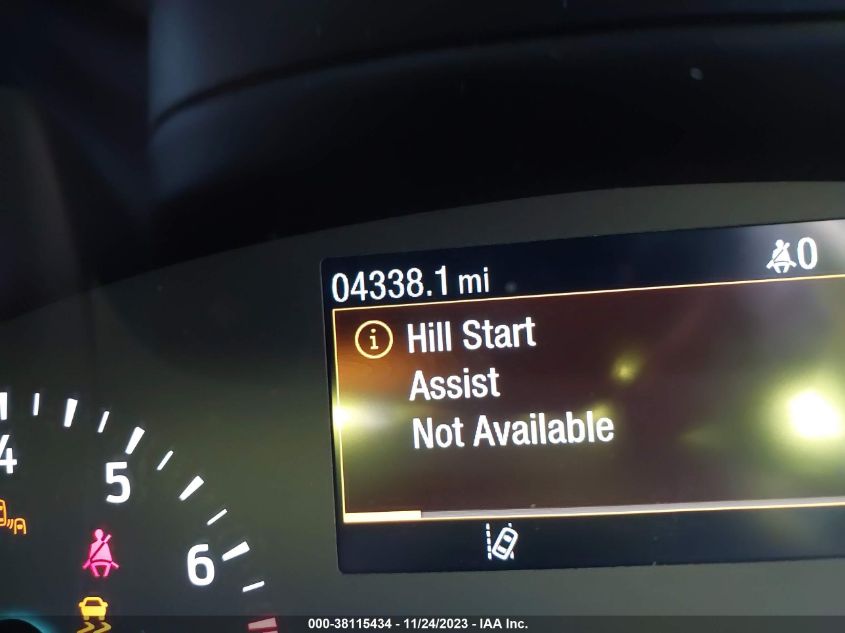 04338.1 mi
0
Hill Start
Assist
Not Available
4
5
6
000-38115434 - 11/24/2023 - IAA Inc.